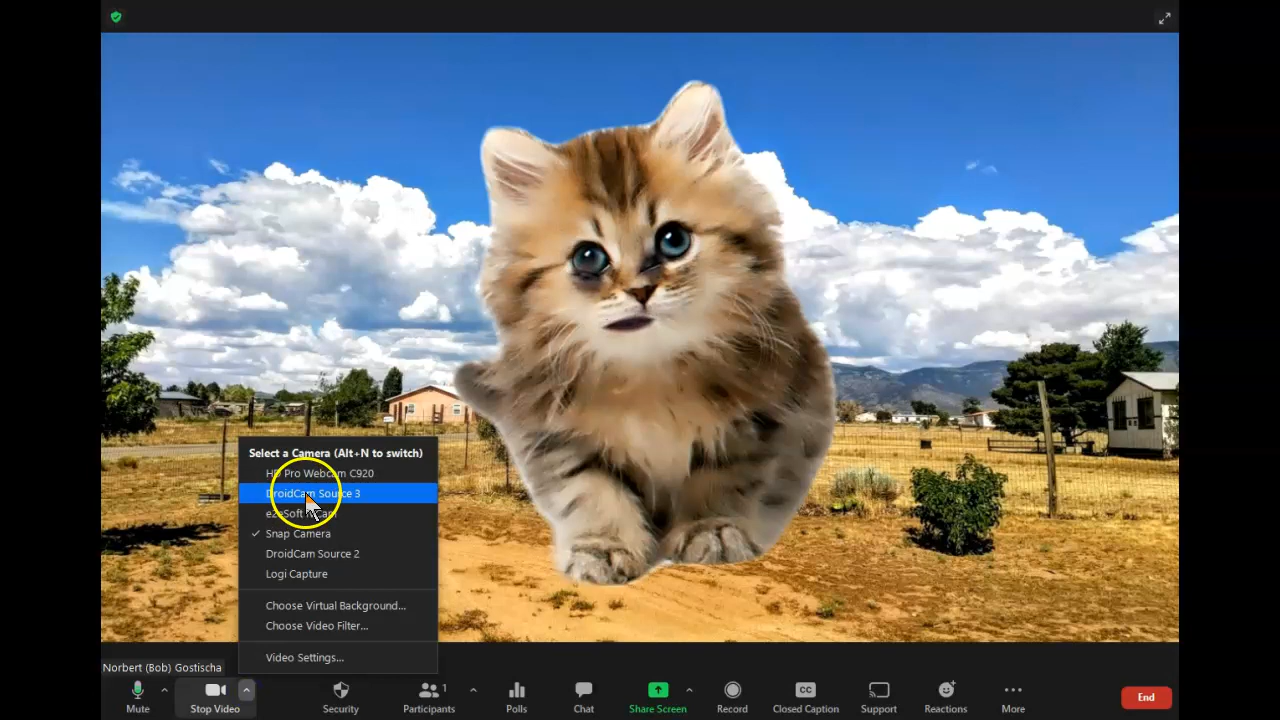 Select a Camera (Alt+N to switch)
HD Pro Webcam C920
DroidCam Source 3
Snap Camera
DroidCam Source 2
Logi Capture
Choose Virtual Background...
Choose Video Filter...
Video Settings...
Norbert (Bob) Gostischa
Mute
Stop Video
Security
Participants
1
Polls
Chat
Share Screen
Record
CC
Closed Caption
Support
Reactions
More
End